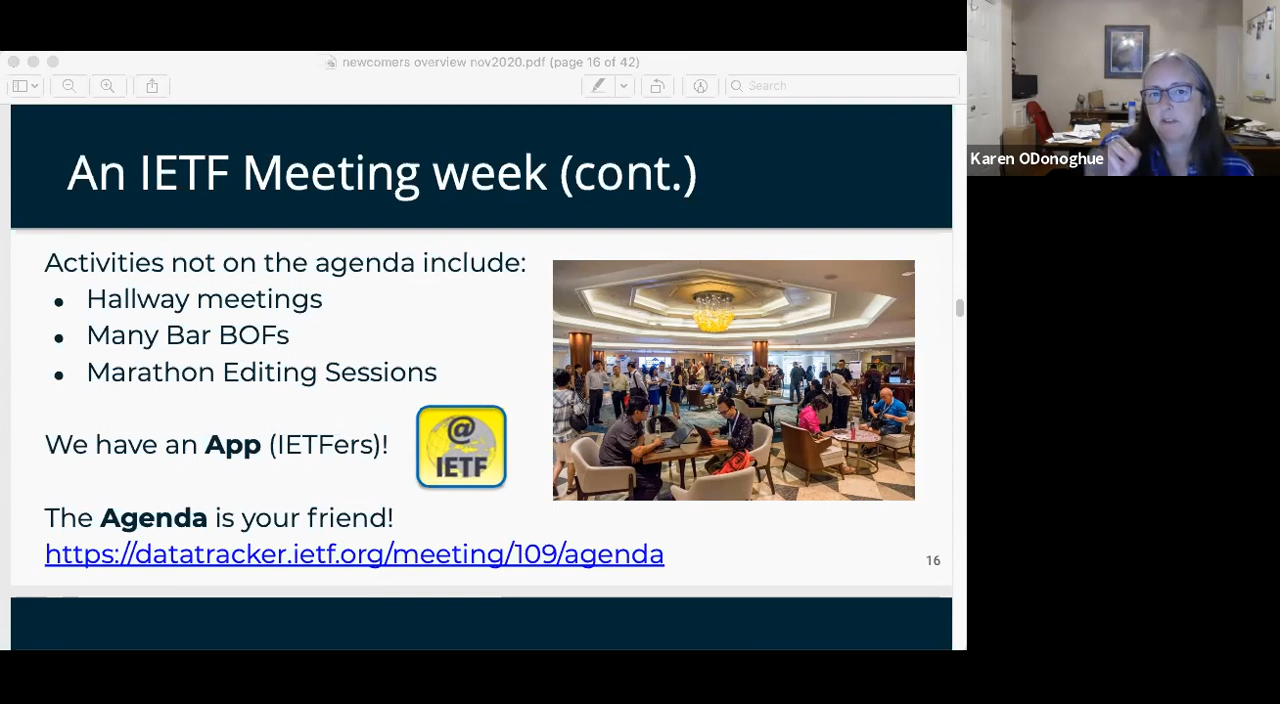 newcomers overview nov2020.pdf (page 16 of 42)
Search
An IETF Meeting week (cont.)
Activities not on the agenda include:
• Hallway meetings
• Many Bar BOFs
• Marathon Editing Sessions
We have an App (IETFers)!
@
IETF
The Agenda is your friend!
https://datatracker.ietf.org/meeting/109/agenda
16
Karen ODonoghue